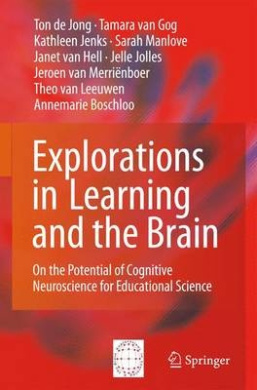 Ton de Jong · Tamara van Gog
Kathleen Jenks · Sarah Manlove
Janet van Hell · Jelle Jolles
Jeroen van Merriënboer
Theo van Leeuwen
Annemarie Boschloo
Explorations
in Learning
and the Brain
On the Potential of Cognitive
Neuroscience for Educational Science
Springer